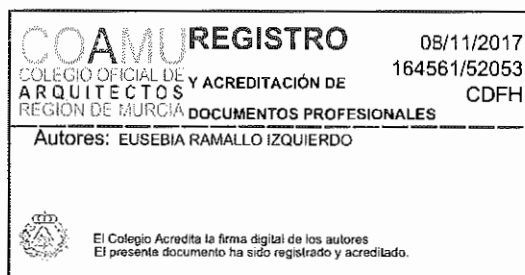 COAMU
COLEGIO OFICIAL DE
ARQUITECTOS
REGIÓN DE MURCIA
REGISTRO
Y ACREDITACIÓN DE
DOCUMENTOS PROFESIONALES
08/11/2017
164561/52053
CDFH
Autores: EUSEBIA RAMALLO IZQUIERDO
El Colegio Acredita la firma digital de los autores
El presente documento ha sido registrado y acreditado.